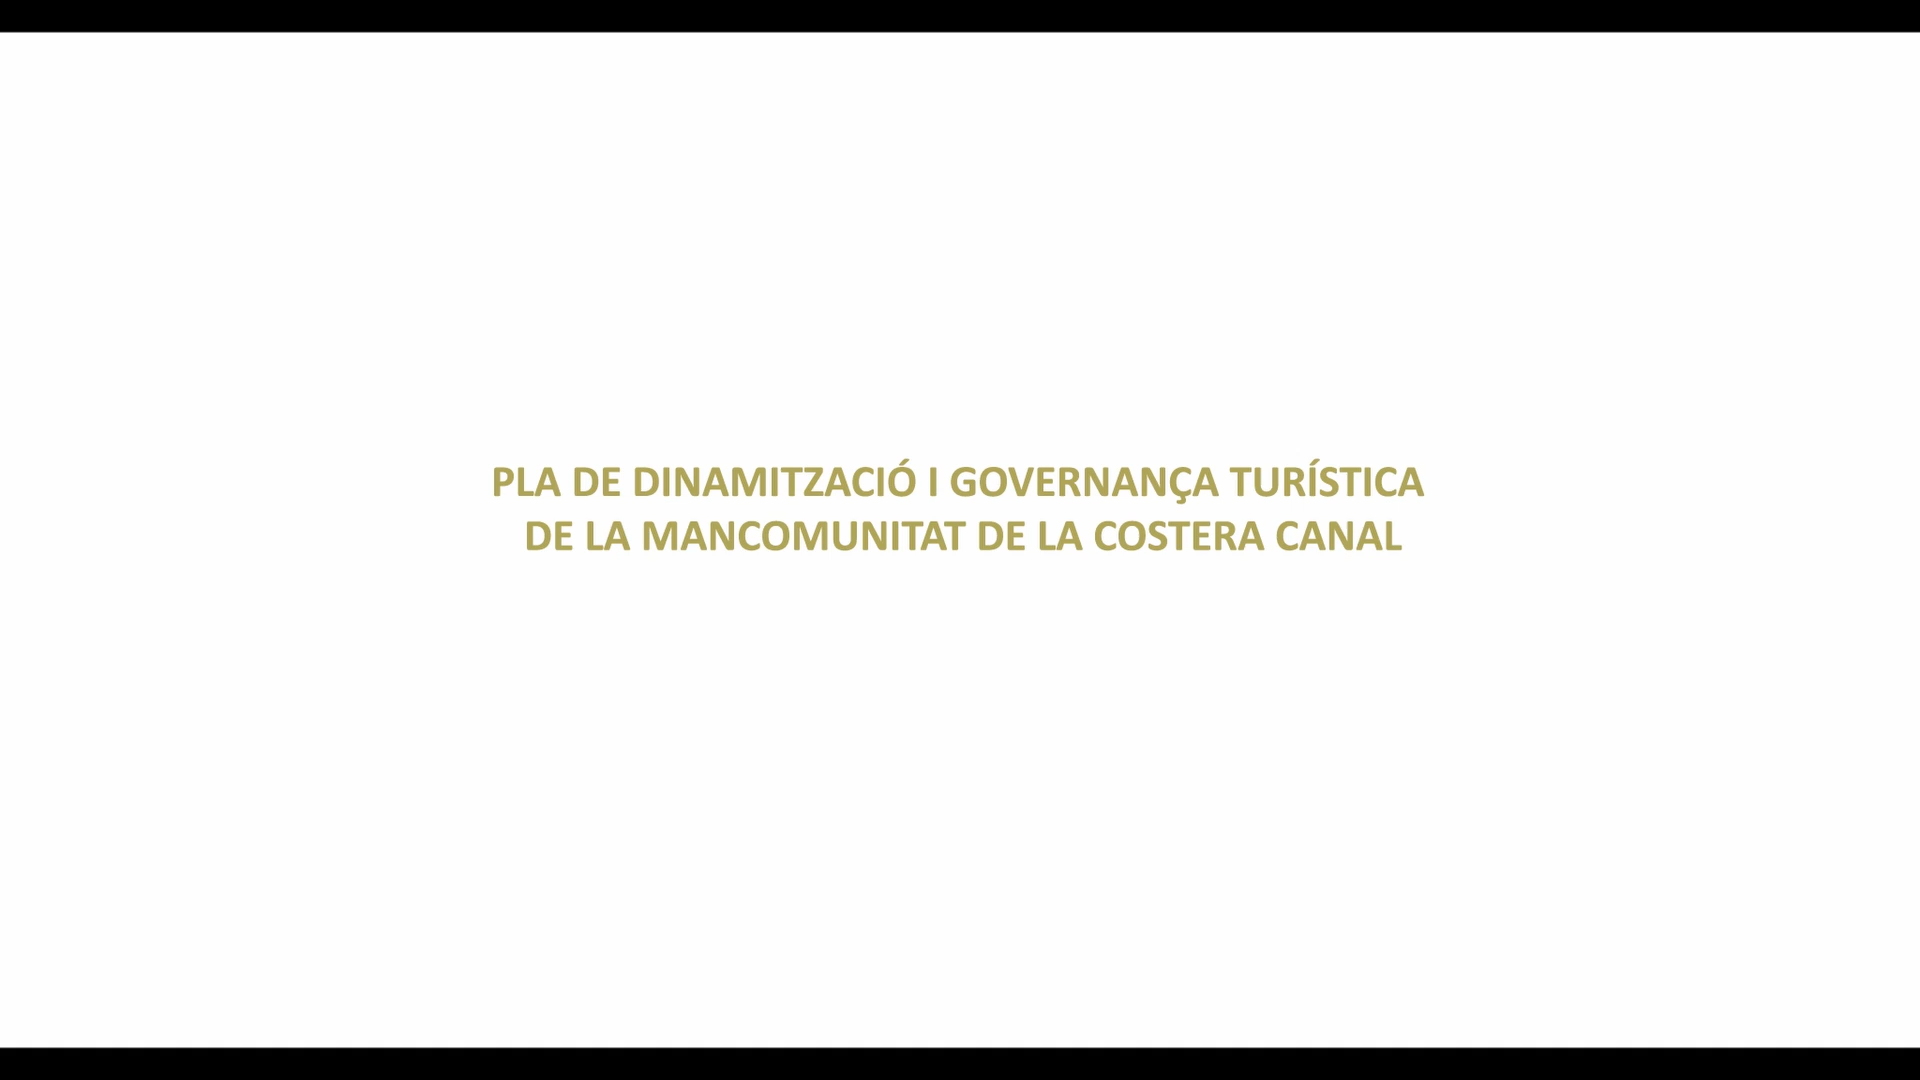 PLA DE DINAMITZACIÓ I GOVERNANÇA TURÍSTICA
DE LA MANCOMUNITAT DE LA COSTERA CANAL